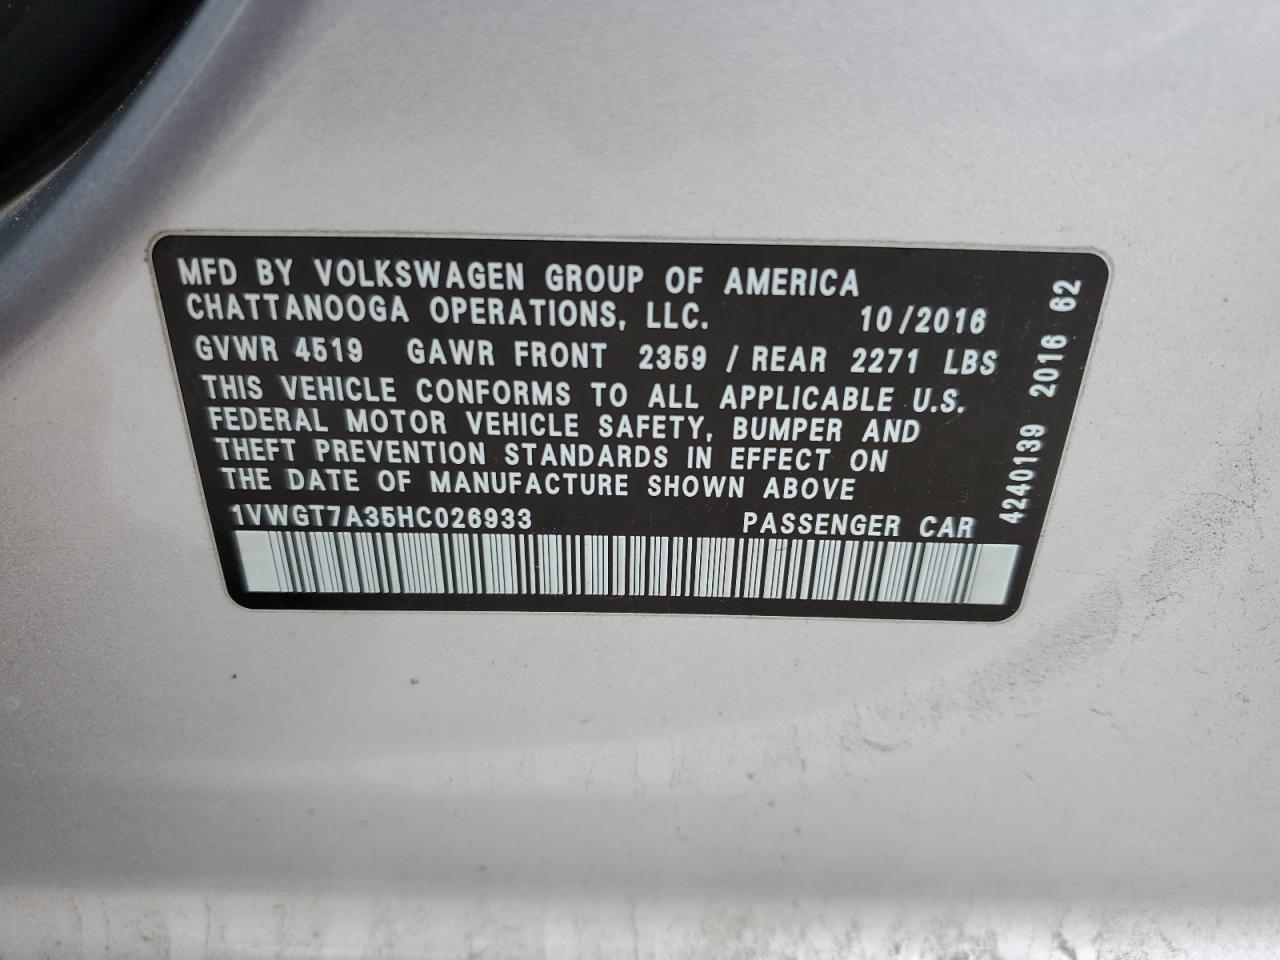 MFD BY VOLKSWAGEN GROUP OF AMERICA
CHATTANOOGA OPERATIONS, LLC. 10/2016
GVWR 4519 GAWR FRONT 2359 / REAR 2271 LBS
THIS VEHICLE CONFORMS TO ALL APPLICABLE U.S.
FEDERAL MOTOR VEHICLE SAFETY, BUMPER AND
THEFT PREVENTION STANDARDS IN EFFECT ON
THE DATE OF MANUFACTURE SHOWN ABOVE
1VWGT7A35HC026933 PASSENGER CAR
4240139 2016 62